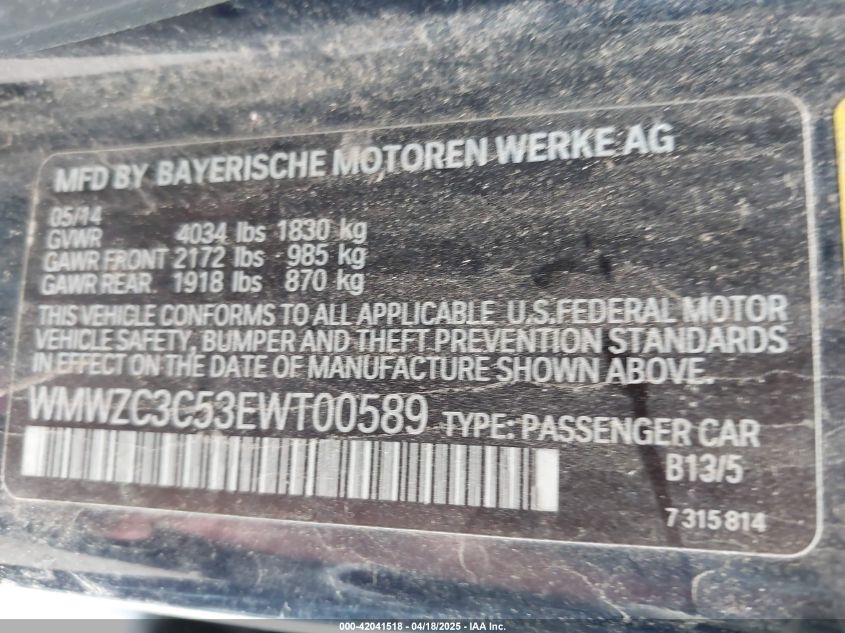 MFD BY BAYERISCHE MOTOREN WERKE AG
05/14
GVWR 4034 lbs 1830 kg
GAWR FRONT 2172 lbs 985 kg
GAWR REAR 1918 lbs 870 kg
THIS VEHICLE CONFORMS TO ALL APPLICABLE U.S.FEDERAL MOTOR
VEHICLE SAFETY, BUMPER AND THEFT PREVENTION STANDARDS
IN EFFECT ON THE DATE OF MANUFACTURE SHOWN ABOVE.
WMWZC3C53EWT00589 TYPE: PASSENGER CAR
B13/5
7 315 814
000-42041518 - 04/18/2025 - IAA Inc.